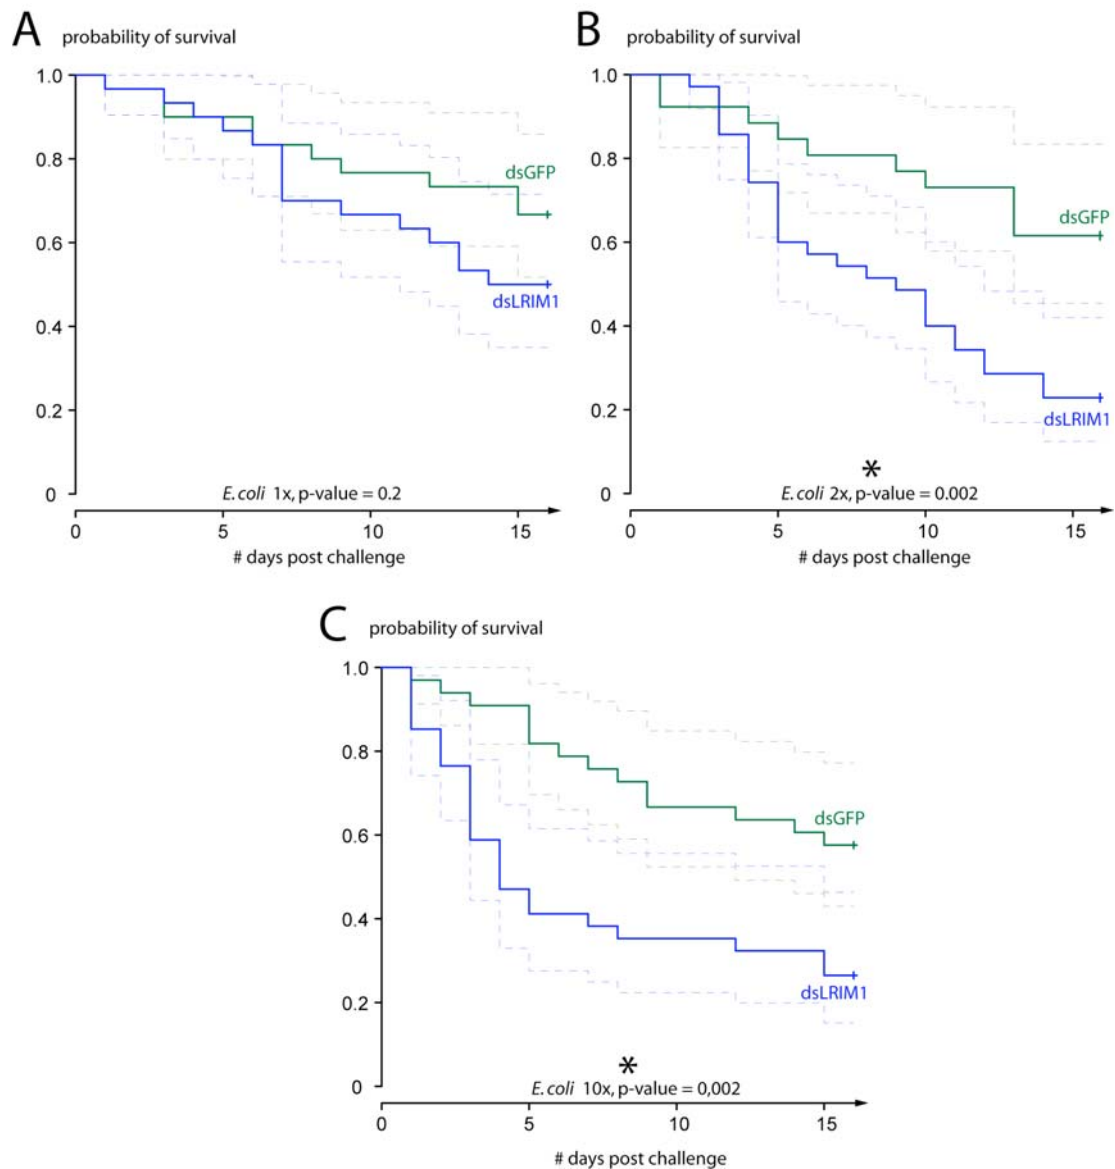 A probability of survival
1.0
0.8
0.6
0.4
0.2
0
dsGFP
dsLRIM1
E. coli 1x, p-value = 0.2
0 5 10 15
# days post challenge
B probability of survival
1.0
0.8
0.6
0.4
0.2
0
dsGFP
dsLRIM1
*
E. coli 2x, p-value = 0.002
0 5 10 15
# days post challenge
C probability of survival
1.0
0.8
0.6
0.4
0.2
0
dsGFP
dsLRIM1
*
E. coli 10x, p-value = 0,002
0 5 10 15
# days post challenge